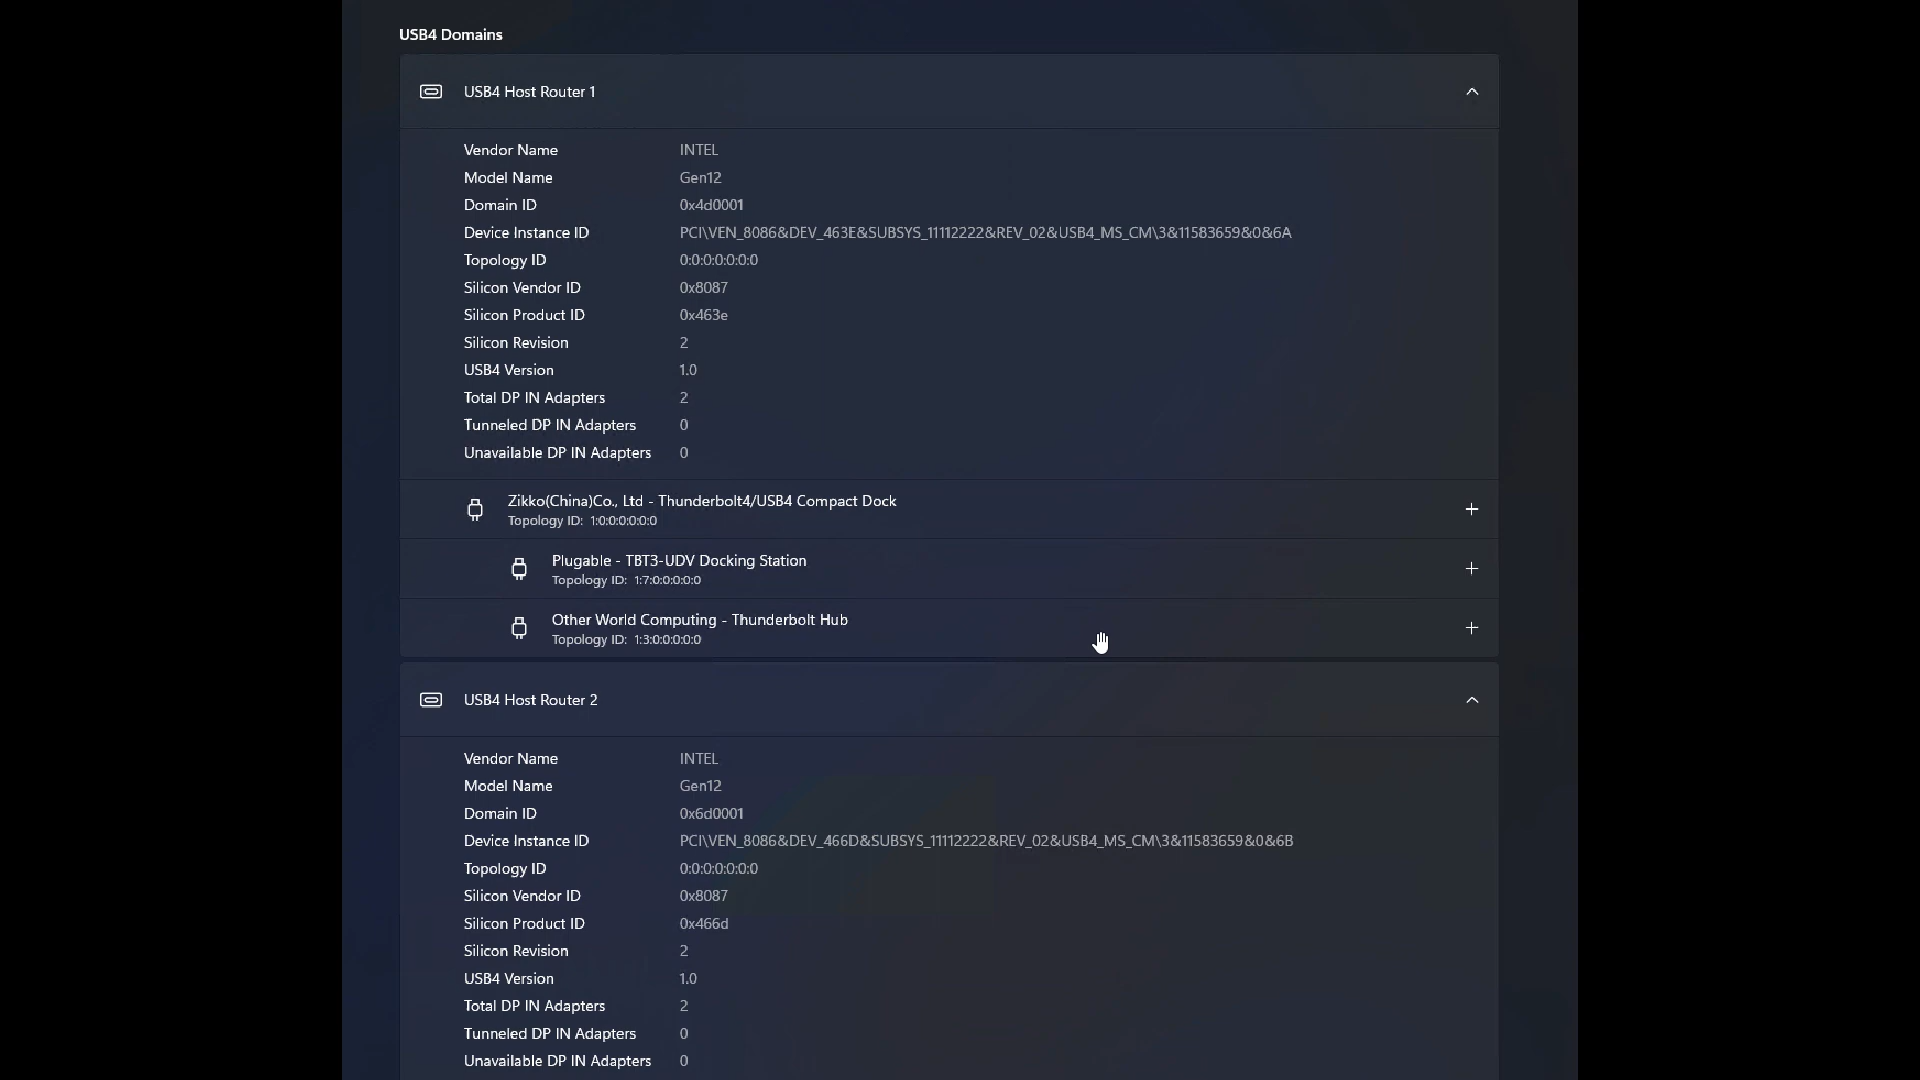 USB4 Domains
USB4 Host Router 1
Vendor Name INTEL
Model Name Gen12
Domain ID 0x4d0001
Device Instance ID PCI\VEN_8086&DEV_463E&SUBSYS_11112222&REV_02&USB4_MS_CM\3&11583659&0&6A
Topology ID 0:0:0:0:0:0:0
Silicon Vendor ID 0x8087
Silicon Product ID 0x463e
Silicon Revision 2
USB4 Version 1.0
Total DP IN Adapters 2
Tunneled DP IN Adapters 0
Unavailable DP IN Adapters 0
Zikko(China)Co., Ltd - Thunderbolt4/USB4 Compact Dock
Topology ID: 1:0:0:0:0:0:0
Plugable - TBT3-UDV Docking Station
Topology ID: 1:7:0:0:0:0:0
Other World Computing - Thunderbolt Hub
Topology ID: 1:3:0:0:0:0:0
USB4 Host Router 2
Vendor Name INTEL
Model Name Gen12
Domain ID 0x6d0001
Device Instance ID PCI\VEN_8086&DEV_466D&SUBSYS_11112222&REV_02&USB4_MS_CM\3&11583659&0&6B
Topology ID 0:0:0:0:0:0:0
Silicon Vendor ID 0x8087
Silicon Product ID 0x466d
Silicon Revision 2
USB4 Version 1.0
Total DP IN Adapters 2
Tunneled DP IN Adapters 0
Unavailable DP IN Adapters 0